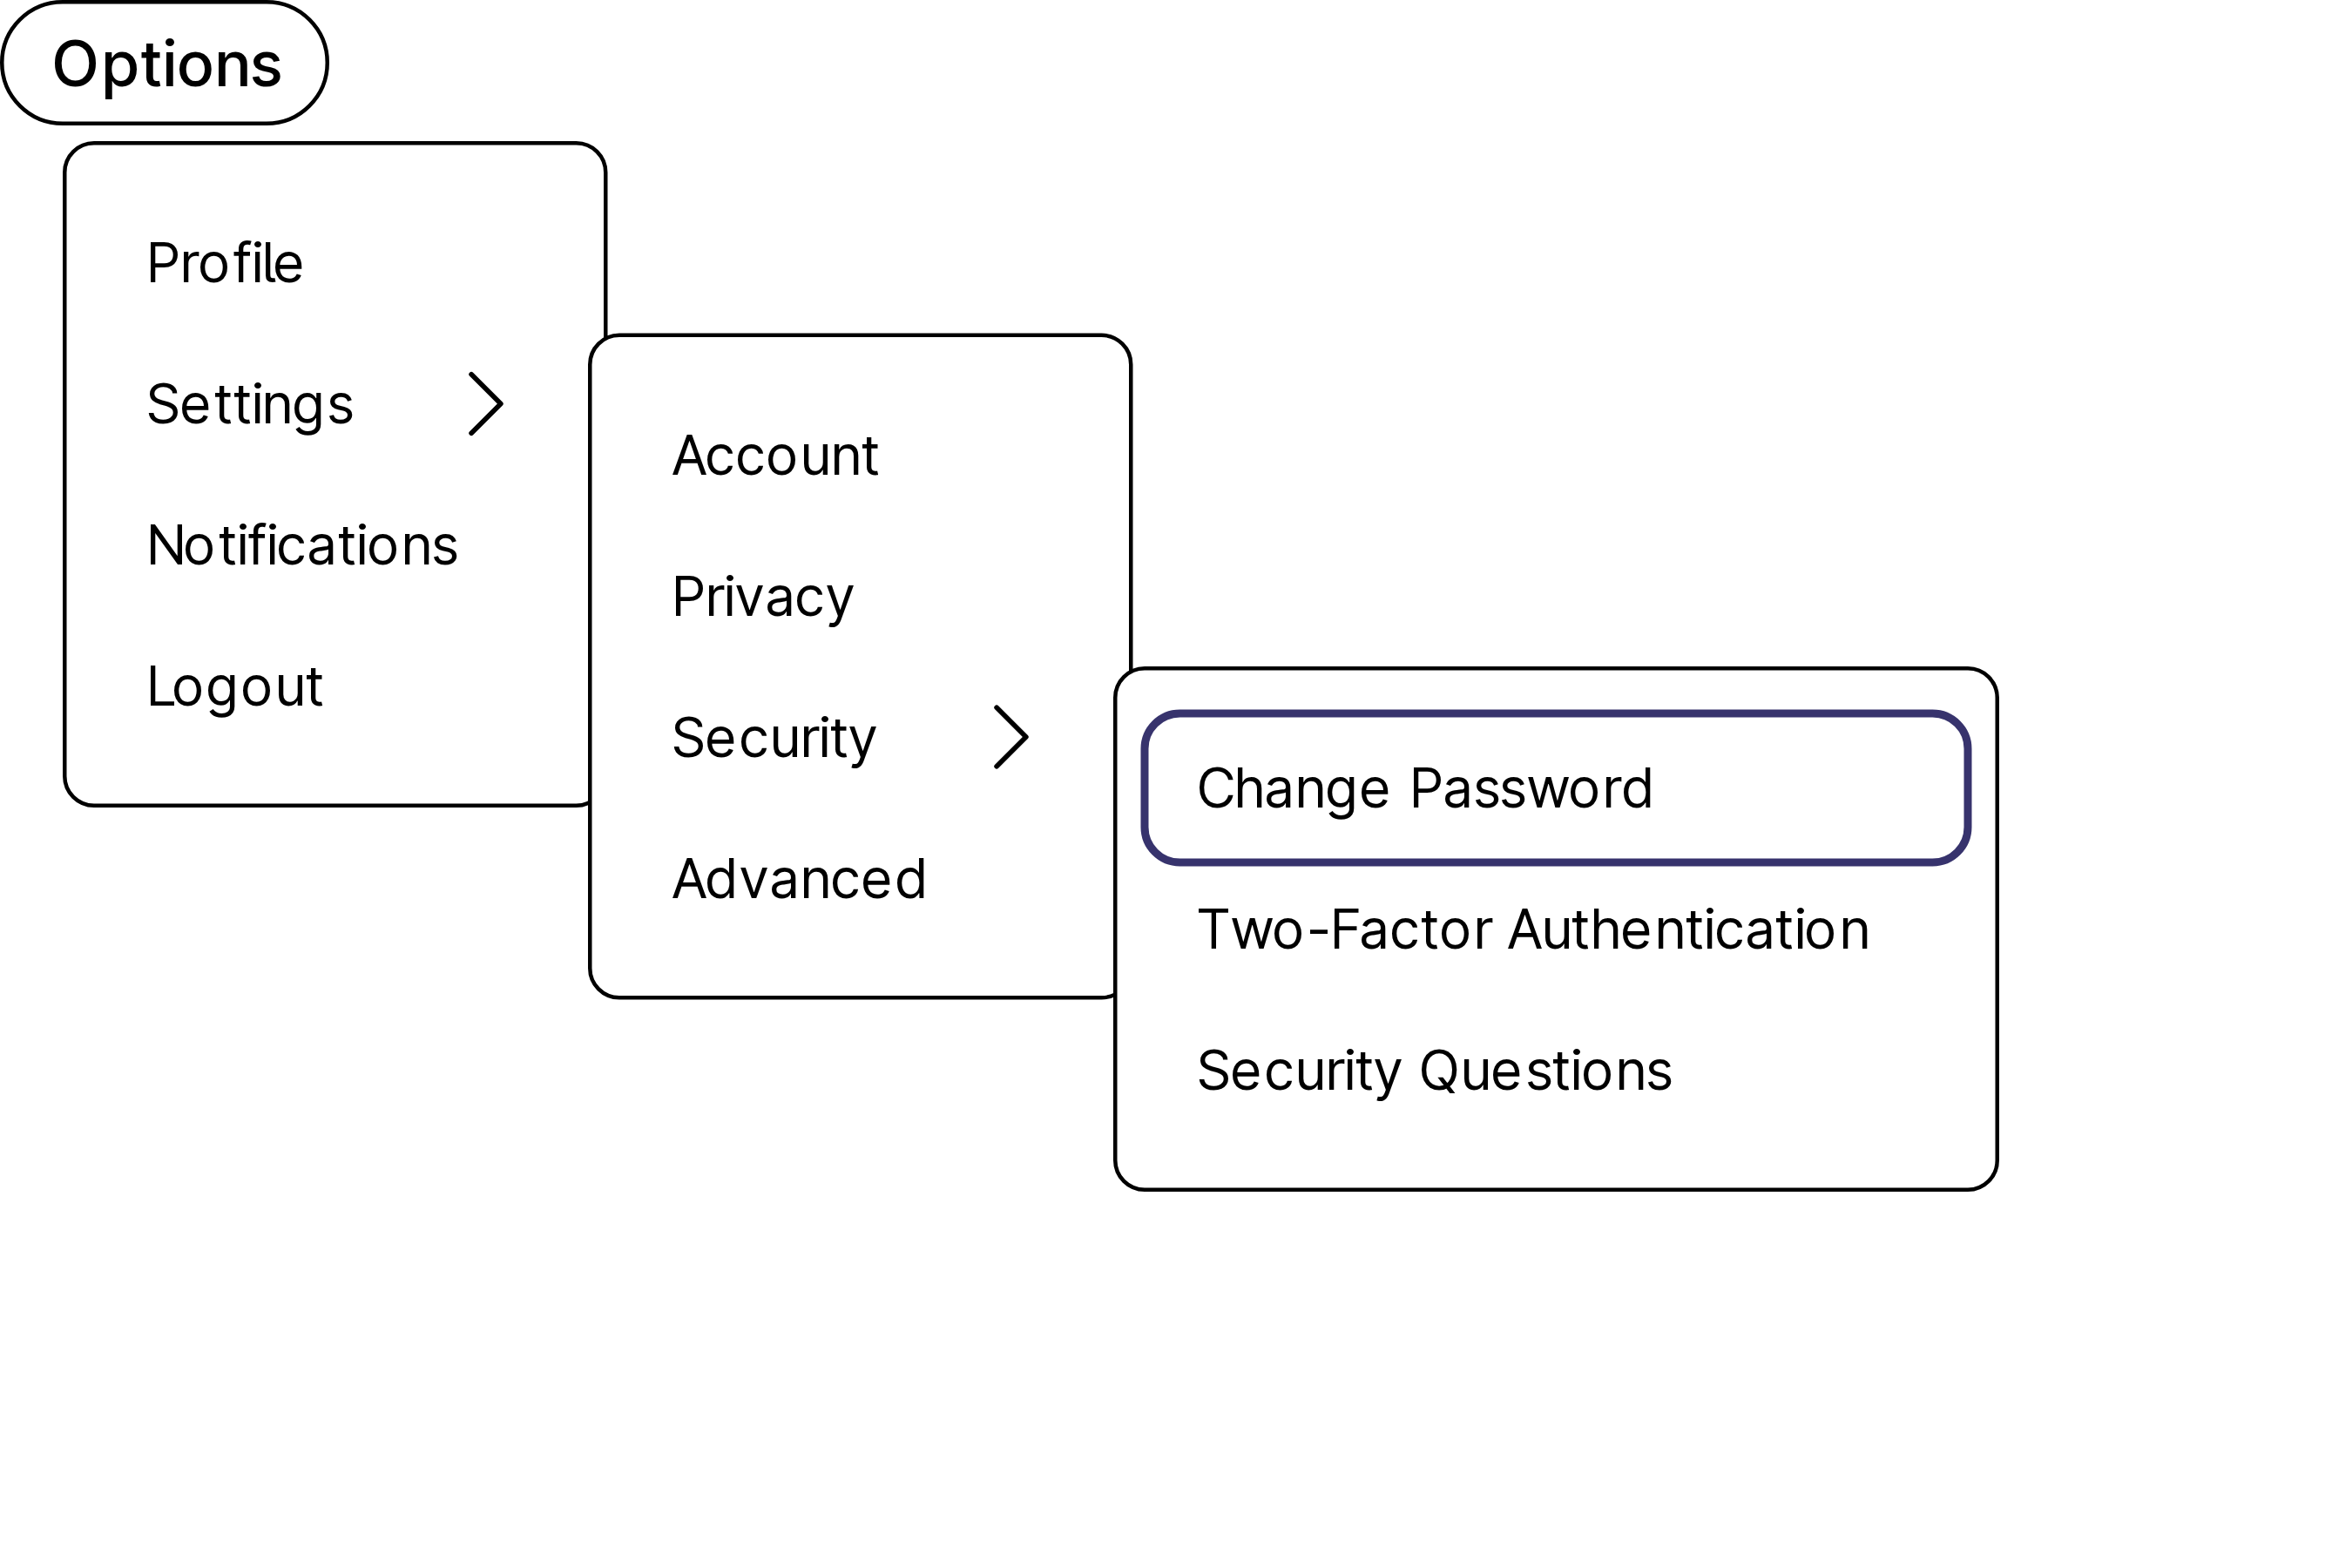 Options
Profile
Settings
Notifications
Logout
Account
Privacy
Security
Advanced
Change Password
Two-Factor Authentication
Security Questions